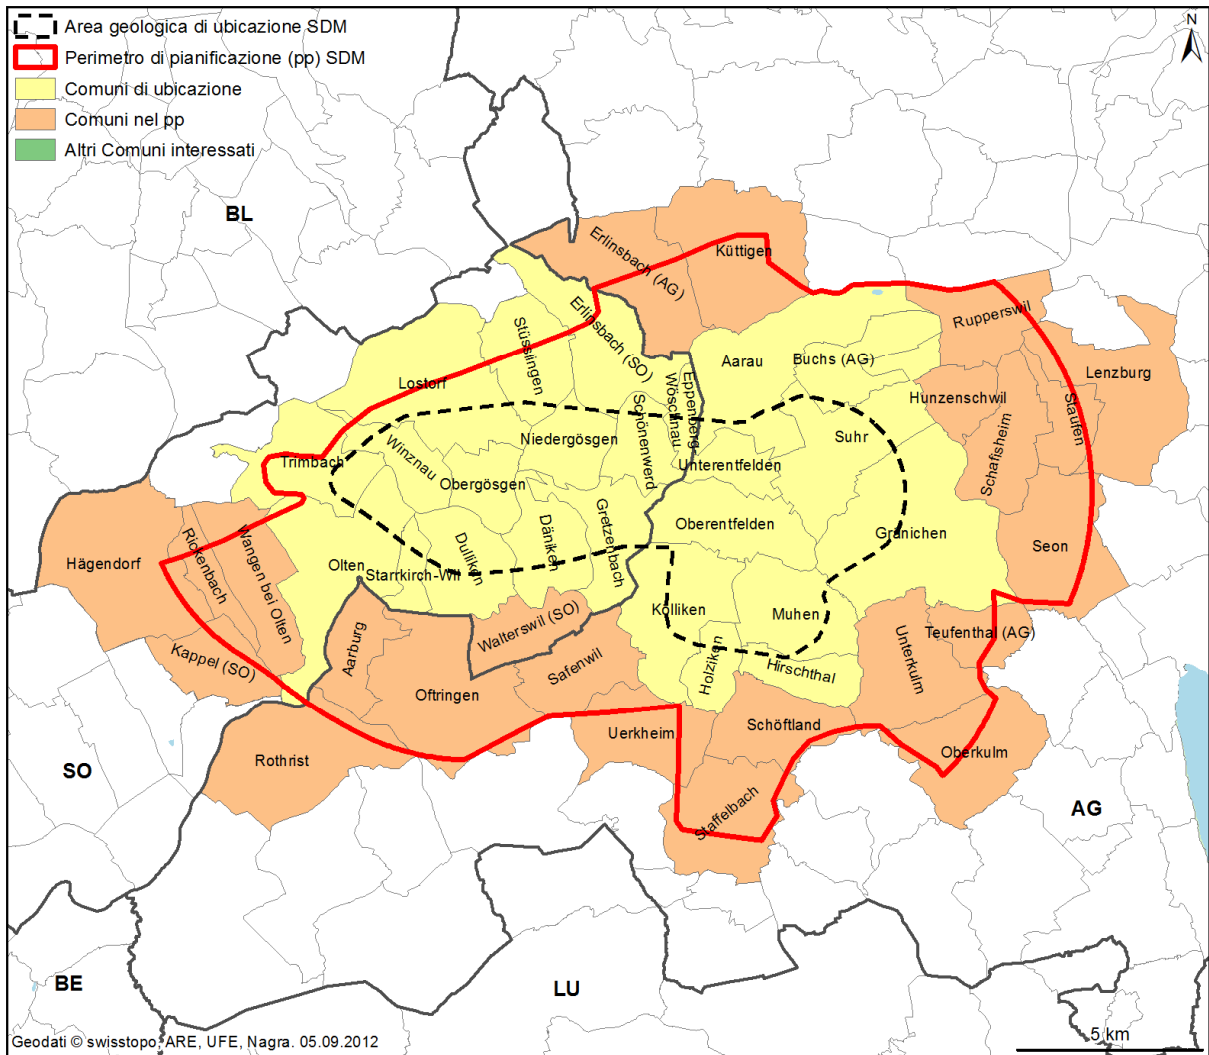 Area geologica di ubicazione SDM
Perimetro di pianificazione (pp) SDM
Comuni di ubicazione
Comuni nel pp
Altri Comuni interessati
N
BL
Erlinsbach (AG)
Küttigen
Rupperswil
Erlinsbach (SO)
Stüsslingen
Aarau
Buchs (AG)
Lenzburg
Lostorf
Hunzenschwil
Staufen
Eppenberg
Wöschnau
Schönenwerd
Niedergösgen
Suhr
Schafisheim
Trimbach
Winznau
Unterentfelden
Obergösgen
Gretzenbach
Däniken
Oberentfelden
Gränichen
Hägendorf
Rickenbach
Wangen bei Olten
Olten
Starrkirch-Wil
Dulliken
Seon
Kölliken
Muhen
Walterswil (SO)
Teufenthal (AG)
Aarburg
Kappel (SO)
Safenwil
Holziken
Hirschthal
Unterkulm
Oftringen
Uerkheim
Schöftland
Oberkulm
Rothrist
SO
Staffelbach
AG
BE
LU
5 km
Geodati © swisstopo, ARE, UFE, Nagra. 05.09.2012